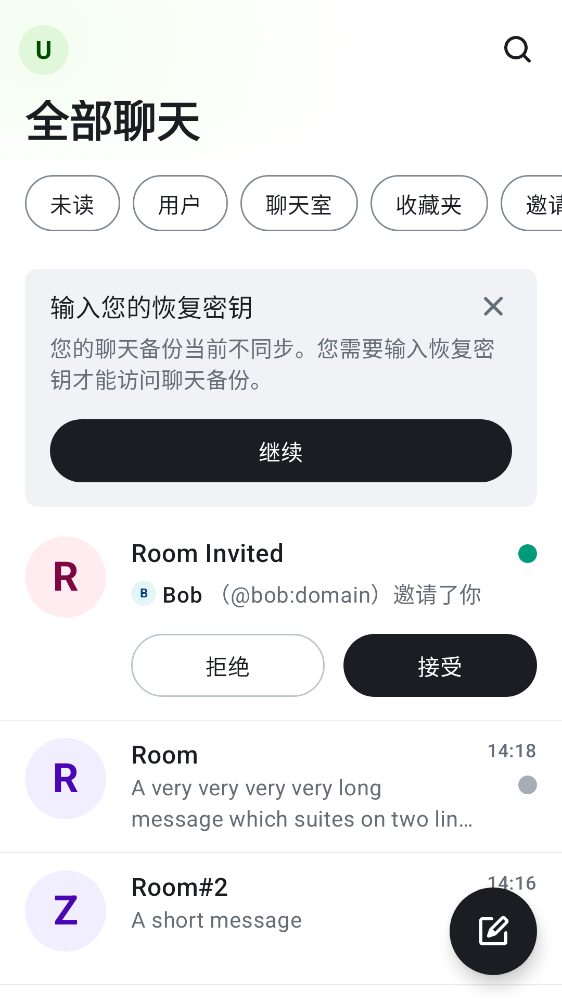 U
全部聊天
未读
用户
聊天室
收藏夹
输入您的恢复密钥
您的聊天备份当前不同步。您需要输入恢复密
钥才能访问聊天备份。
继续
R
Room Invited
B Bob （@bob:domain）邀请了你
拒绝
接受
R
Room
14:18
A very very very very long
message which suites on two lin…
Z
Room#2
14:16
A short message